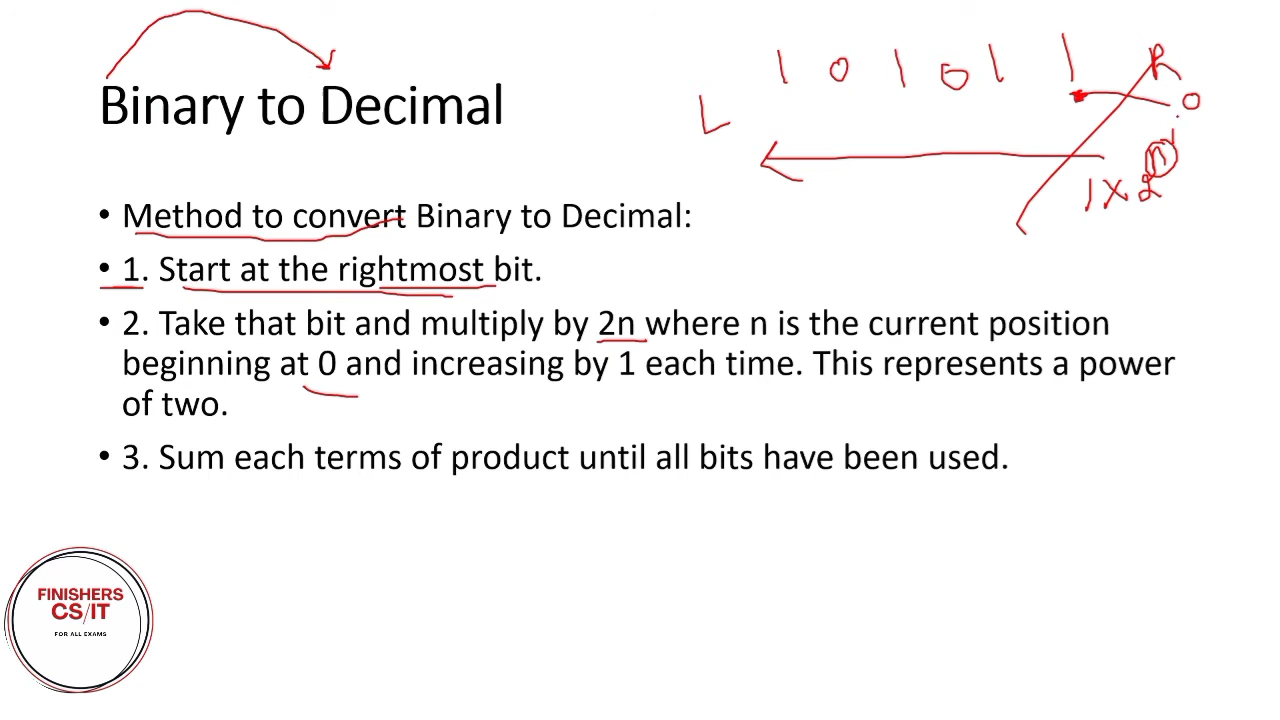 1 0 1 0 1 1 R
Binary to Decimal
L
0
1 x 2 n
• Method to convert Binary to Decimal:
• 1. Start at the rightmost bit.
• 2. Take that bit and multiply by 2n where n is the current position
beginning at 0 and increasing by 1 each time. This represents a power
of two.
• 3. Sum each terms of product until all bits have been used.
FINISHERS
CS/IT
FOR ALL EXAMS